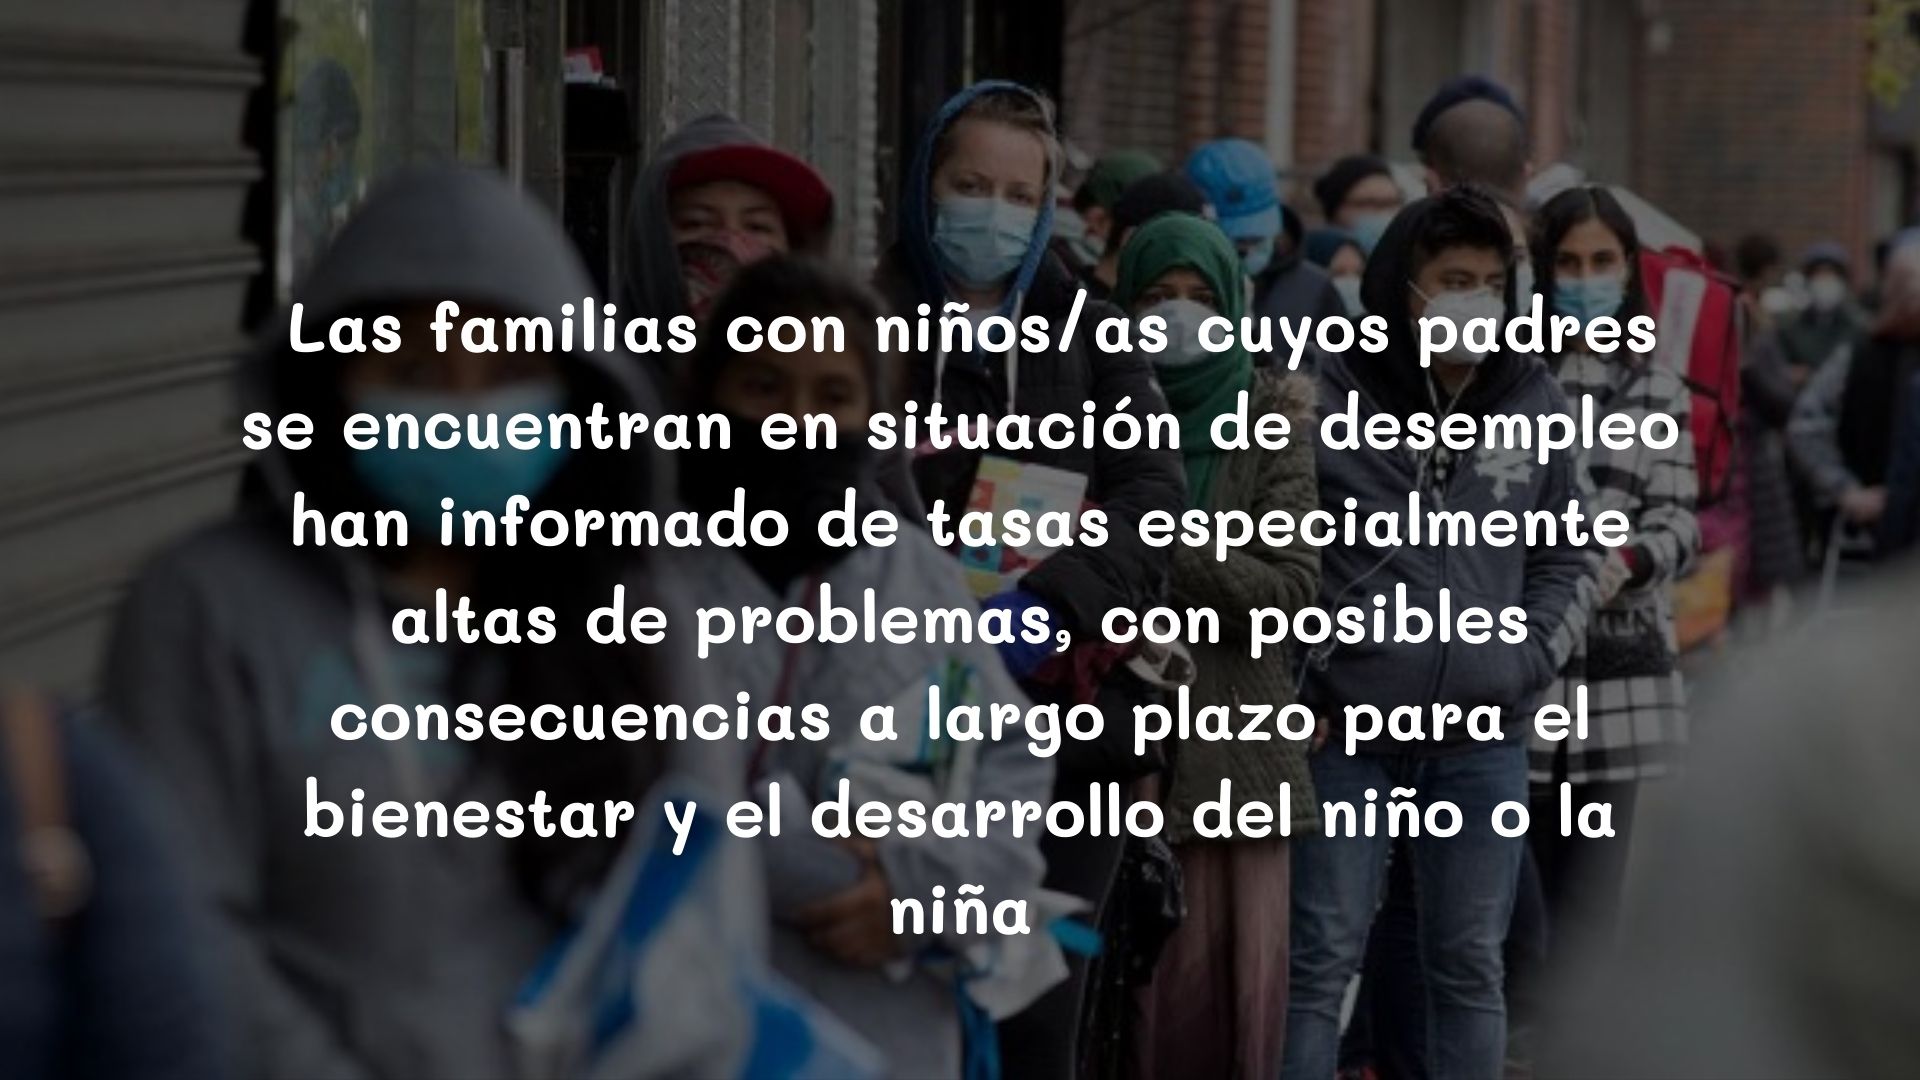 Las familias con niños/as cuyos padres
se encuentran en situación de desempleo
han informado de tasas especialmente
altas de problemas, con posibles
consecuencias a largo plazo para el
bienestar y el desarrollo del niño o la
niña